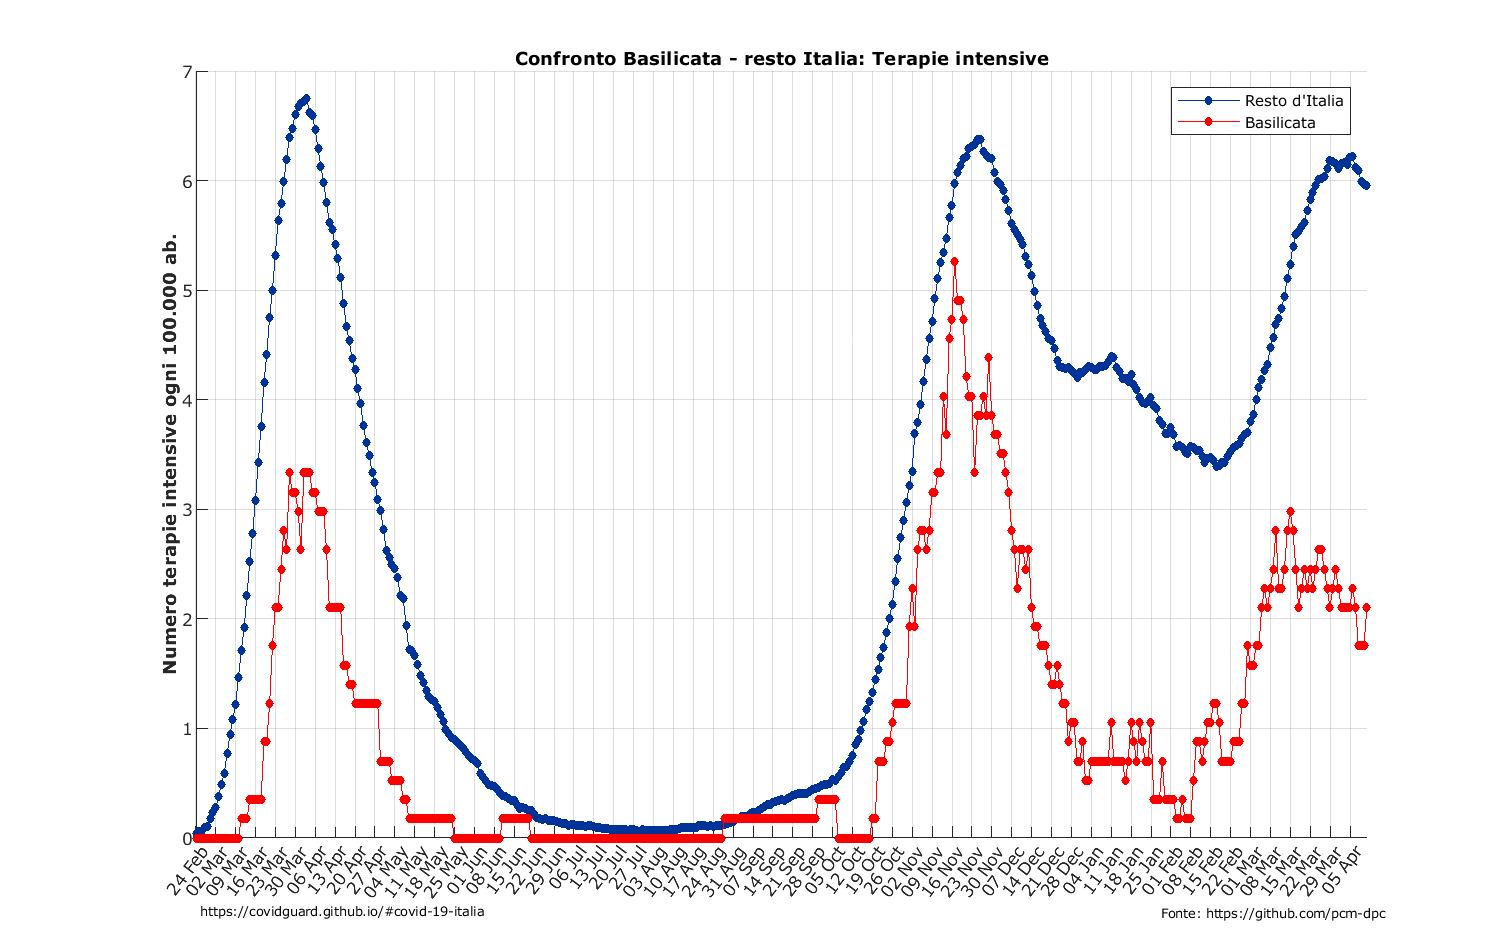 Confronto Basilicata - resto Italia: Terapie intensive
Resto d'Italia
Basilicata
Numero terapie intensive ogni 100.000 ab.
7
6
5
4
3
2
1
0
24 Feb
02 Mar
09 Mar
16 Mar
23 Mar
30 Mar
06 Apr
13 Apr
20 Apr
27 Apr
04 May
11 May
18 May
25 May
01 Jun
08 Jun
15 Jun
22 Jun
29 Jun
06 Jul
13 Jul
20 Jul
27 Jul
03 Aug
10 Aug
17 Aug
24 Aug
31 Aug
07 Sep
14 Sep
21 Sep
28 Sep
05 Oct
12 Oct
19 Oct
26 Oct
02 Nov
09 Nov
16 Nov
23 Nov
30 Nov
07 Dec
14 Dec
21 Dec
28 Dec
04 Jan
11 Jan
18 Jan
25 Jan
01 Feb
08 Feb
15 Feb
22 Feb
01 Mar
08 Mar
15 Mar
22 Mar
29 Mar
05 Apr
https://covidguard.github.io/#covid-19-italia
Fonte: https://github.com/pcm-dpc